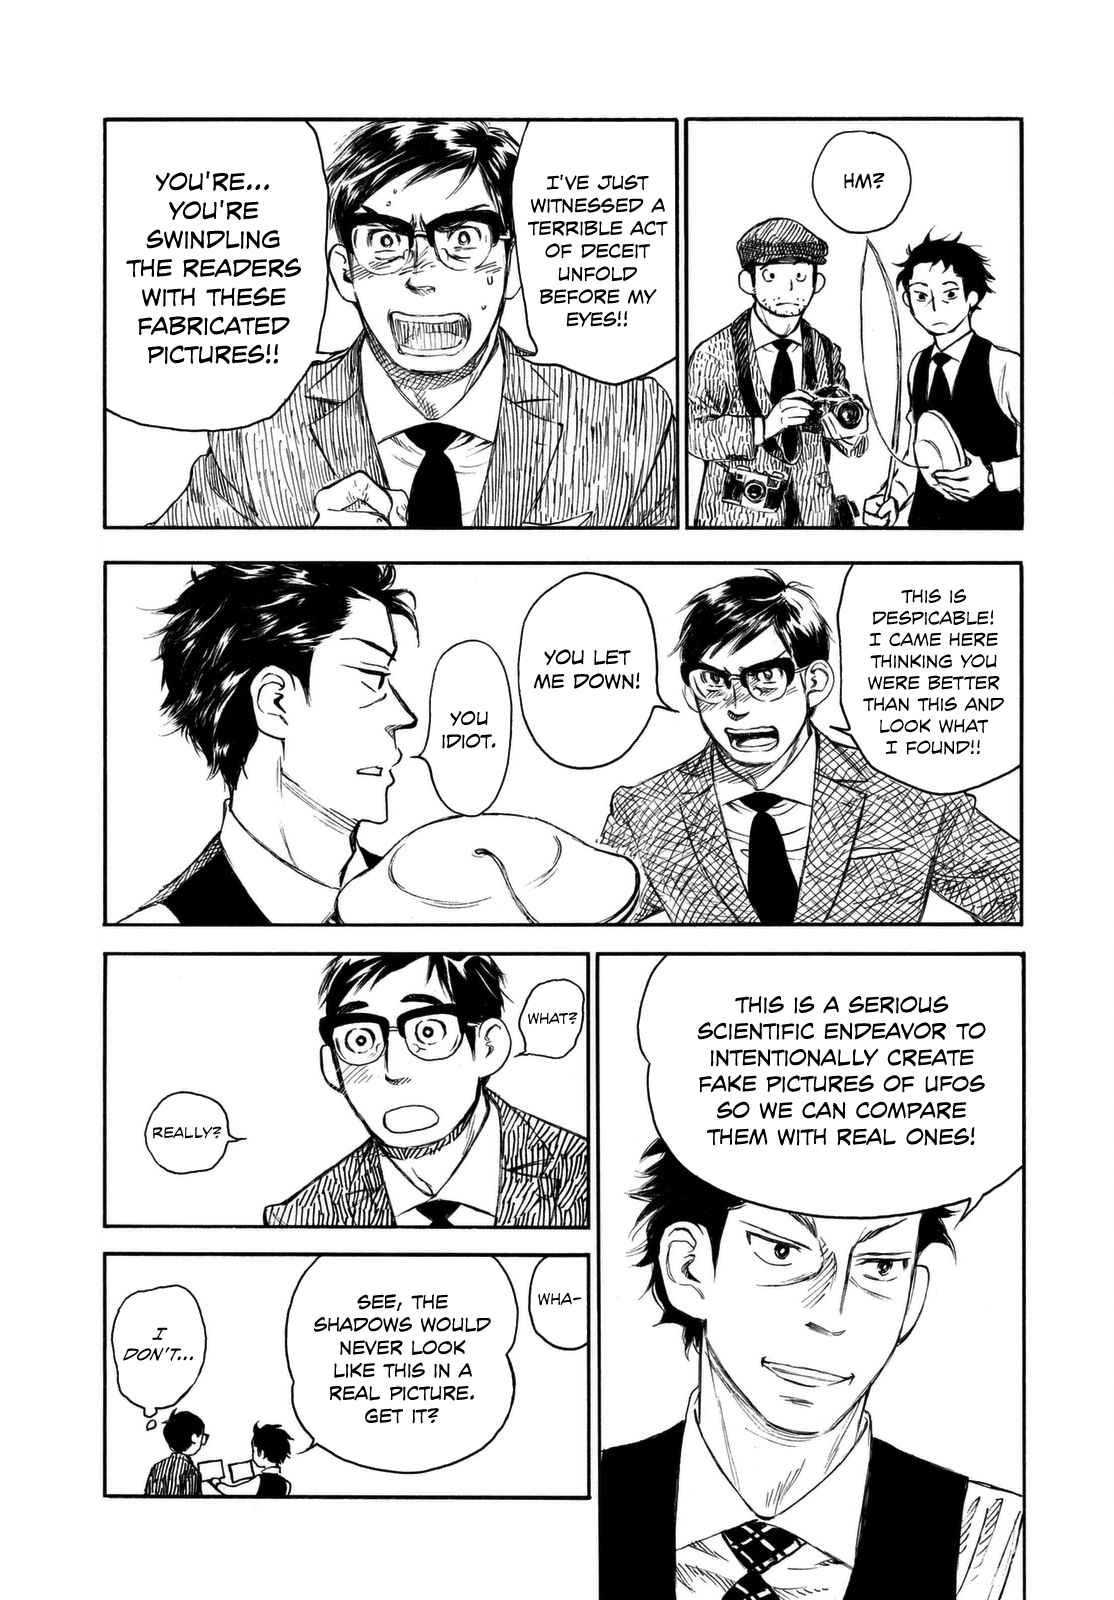 HM?
I'VE JUST
WITNESSED A
TERRIBLE ACT
OF DECEIT
UNFOLD
BEFORE MY
EYES!!
YOU'RE...
YOU'RE
SWINDLING
THE READERS
WITH THESE
FABRICATED
PICTURES!!
THIS IS
DESPICABLE!
I CAME HERE
THINKING YOU
WERE BETTER
THAN THIS AND
LOOK WHAT
I FOUND!!
YOU LET
ME DOWN!
YOU
IDIOT.
THIS IS A SERIOUS
SCIENTIFIC ENDEAVOR TO
INTENTIONALLY CREATE
FAKE PICTURES OF UFOS
SO WE CAN COMPARE
THEM WITH REAL ONES!
WHAT?
REALLY?
WHA-
SEE, THE
SHADOWS WOULD
NEVER LOOK
LIKE THIS IN A
REAL PICTURE.
GET IT?
I
DON'T...